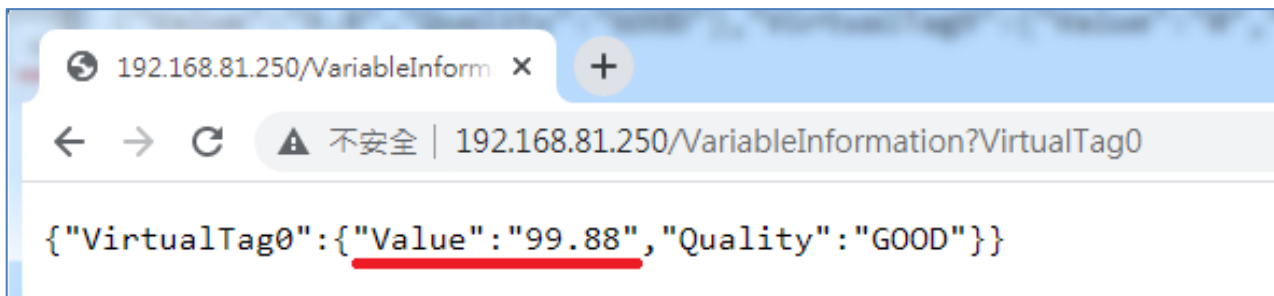 192.168.81.250/VariableInform
不安全 | 192.168.81.250/VariableInformation?VirtualTag0
{"VirtualTag0":{"Value":"99.88","Quality":"GOOD"}}